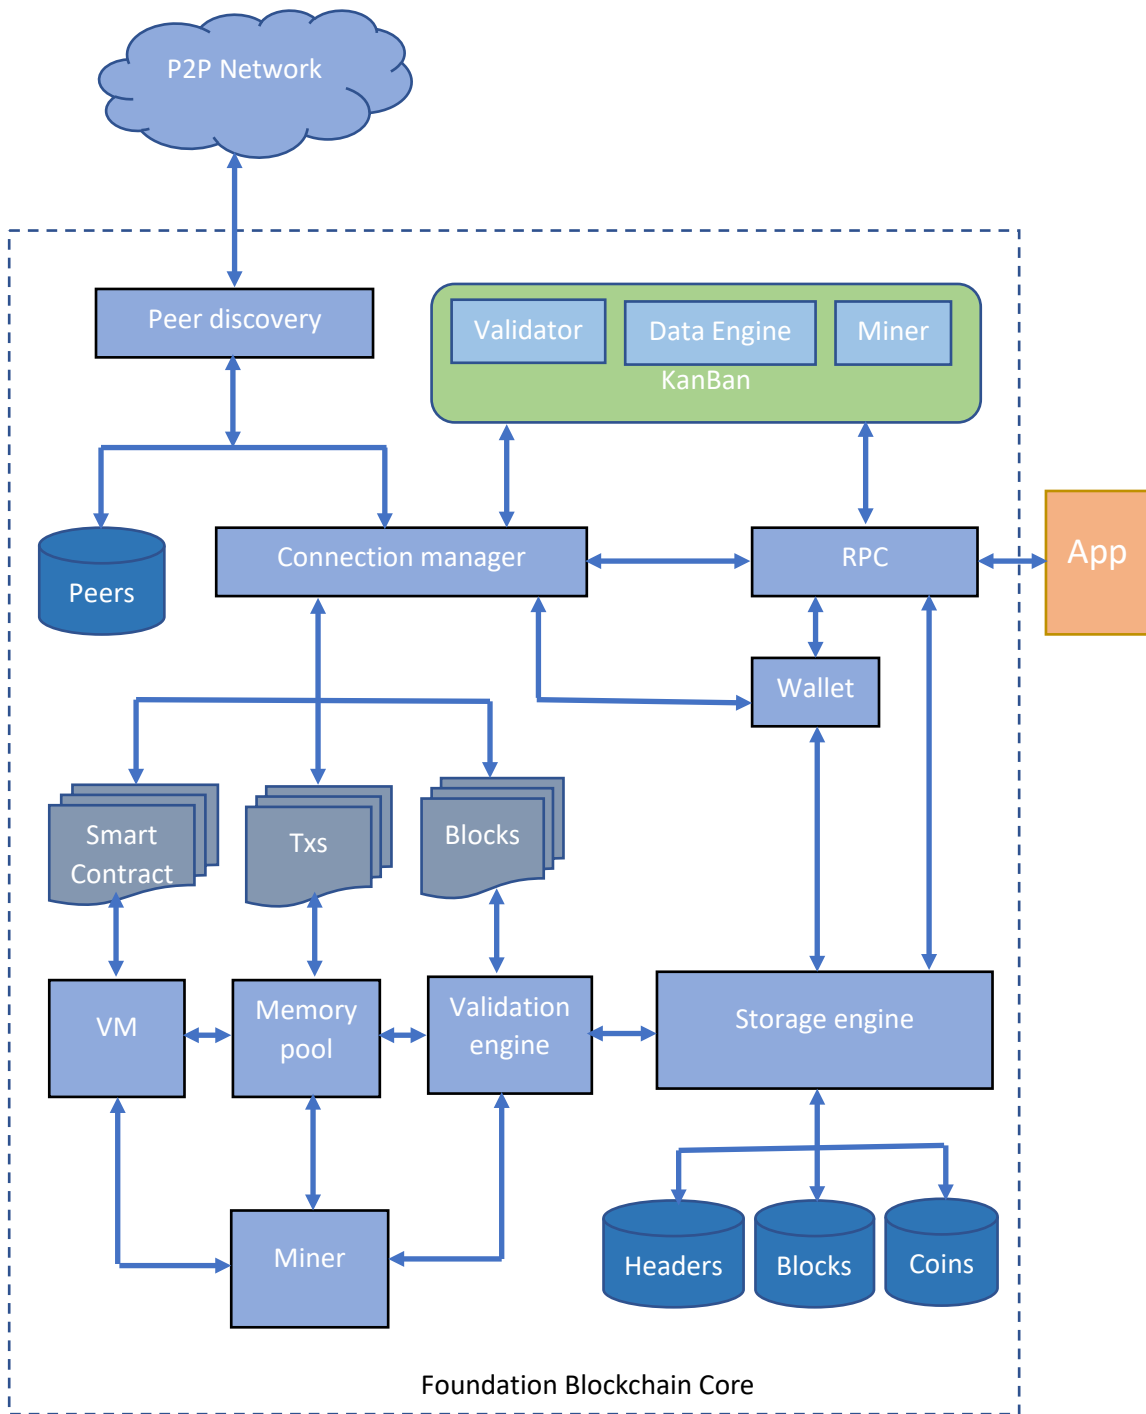 P2P Network
Peer discovery
Validator
Data Engine
Miner
KanBan
Connection manager
RPC
App
Peers
Wallet
Smart
Contract
Txs
Blocks
VM
Memory
pool
Validation
engine
Storage engine
Miner
Headers
Blocks
Coins
Foundation Blockchain Core